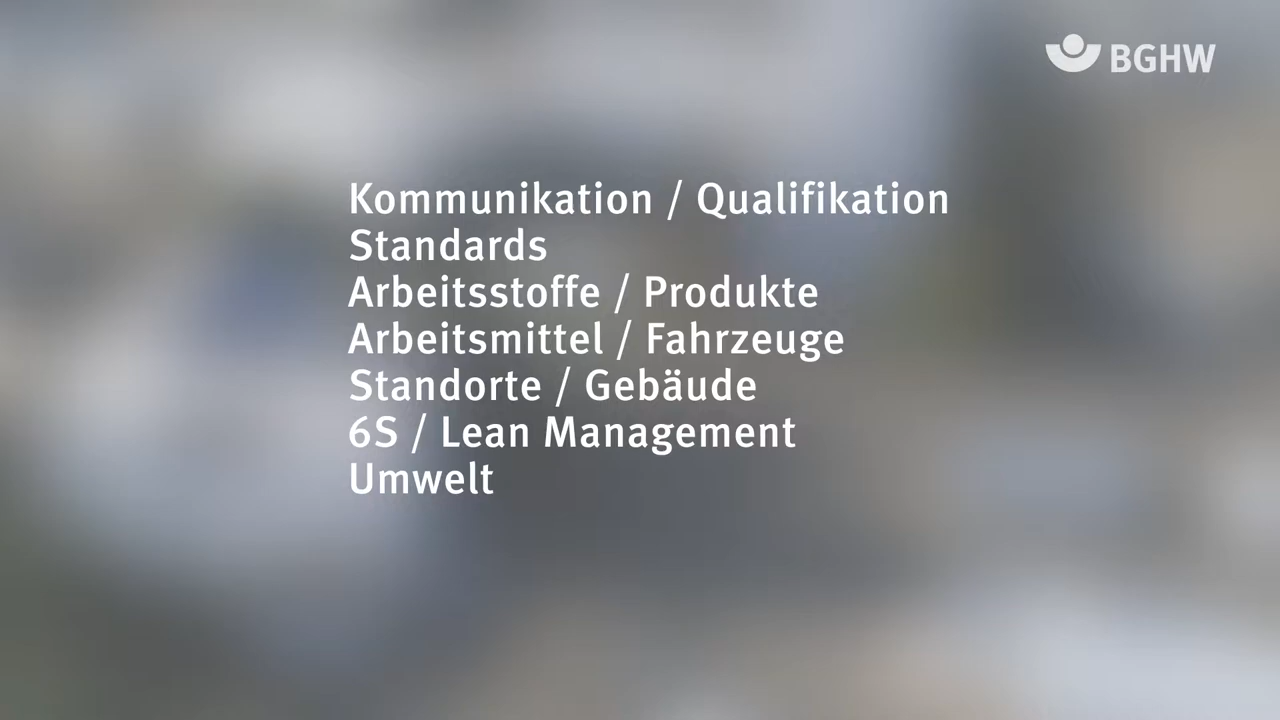 BGHW
Kommunikation / Qualifikation
Standards
Arbeitsstoffe / Produkte
Arbeitsmittel / Fahrzeuge
Standorte / Gebäude
6S / Lean Management
Umwelt